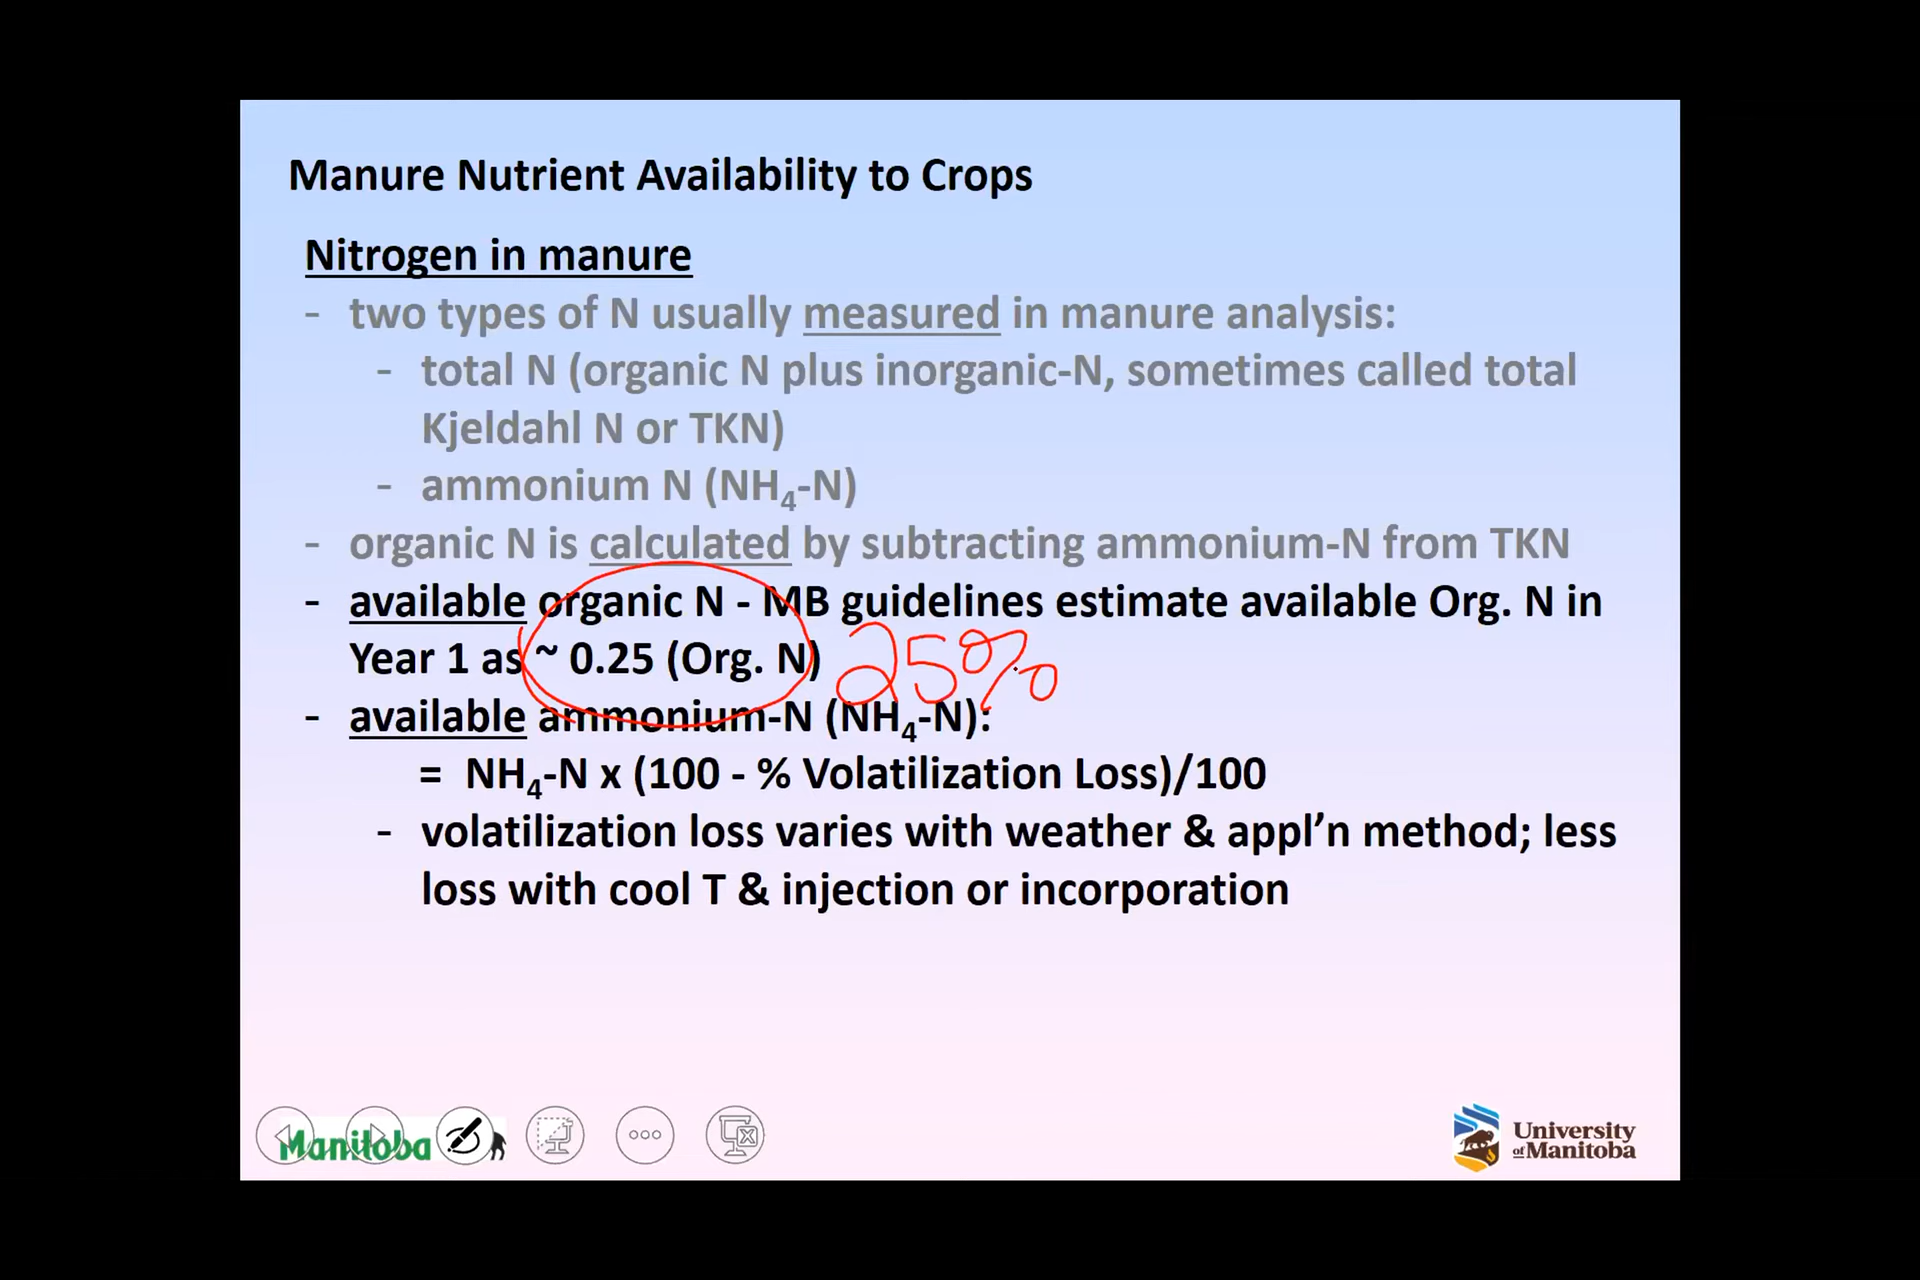 Manure Nutrient Availability to Crops
Nitrogen in manure
- two types of N usually measured in manure analysis:
- total N (organic N plus inorganic-N, sometimes called total
Kjeldahl N or TKN)
- ammonium N (NH₄-N)
- organic N is calculated by subtracting ammonium-N from TKN
- available organic N - MB guidelines estimate available Org. N in
Year 1 as ~ 0.25 (Org. N) 25%
- available ammonium-N (NH₄-N):
= NH₄-N x (100 - % Volatilization Loss)/100
- volatilization loss varies with weather & appl’n method; less
loss with cool T & injection or incorporation
Manitoba
University
of Manitoba